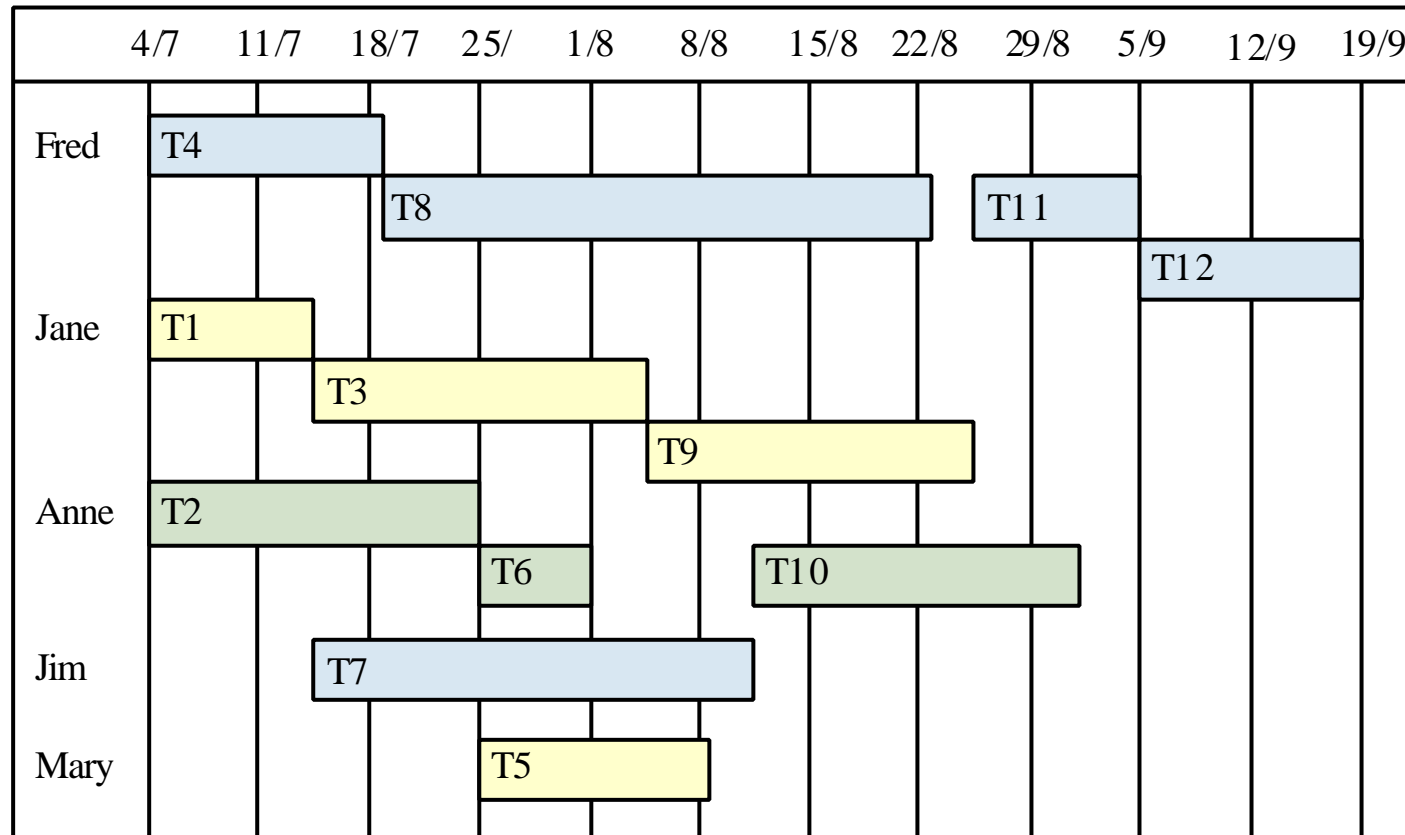 4/7 11/7 18/7 25/ 1/8 8/8 15/8 22/8 29/8 5/9 12/9 19/9
Fred T4
T8 T11
T12
Jane T1
T3
T9
Anne T2
T6 T10
Jim T7
Mary T5